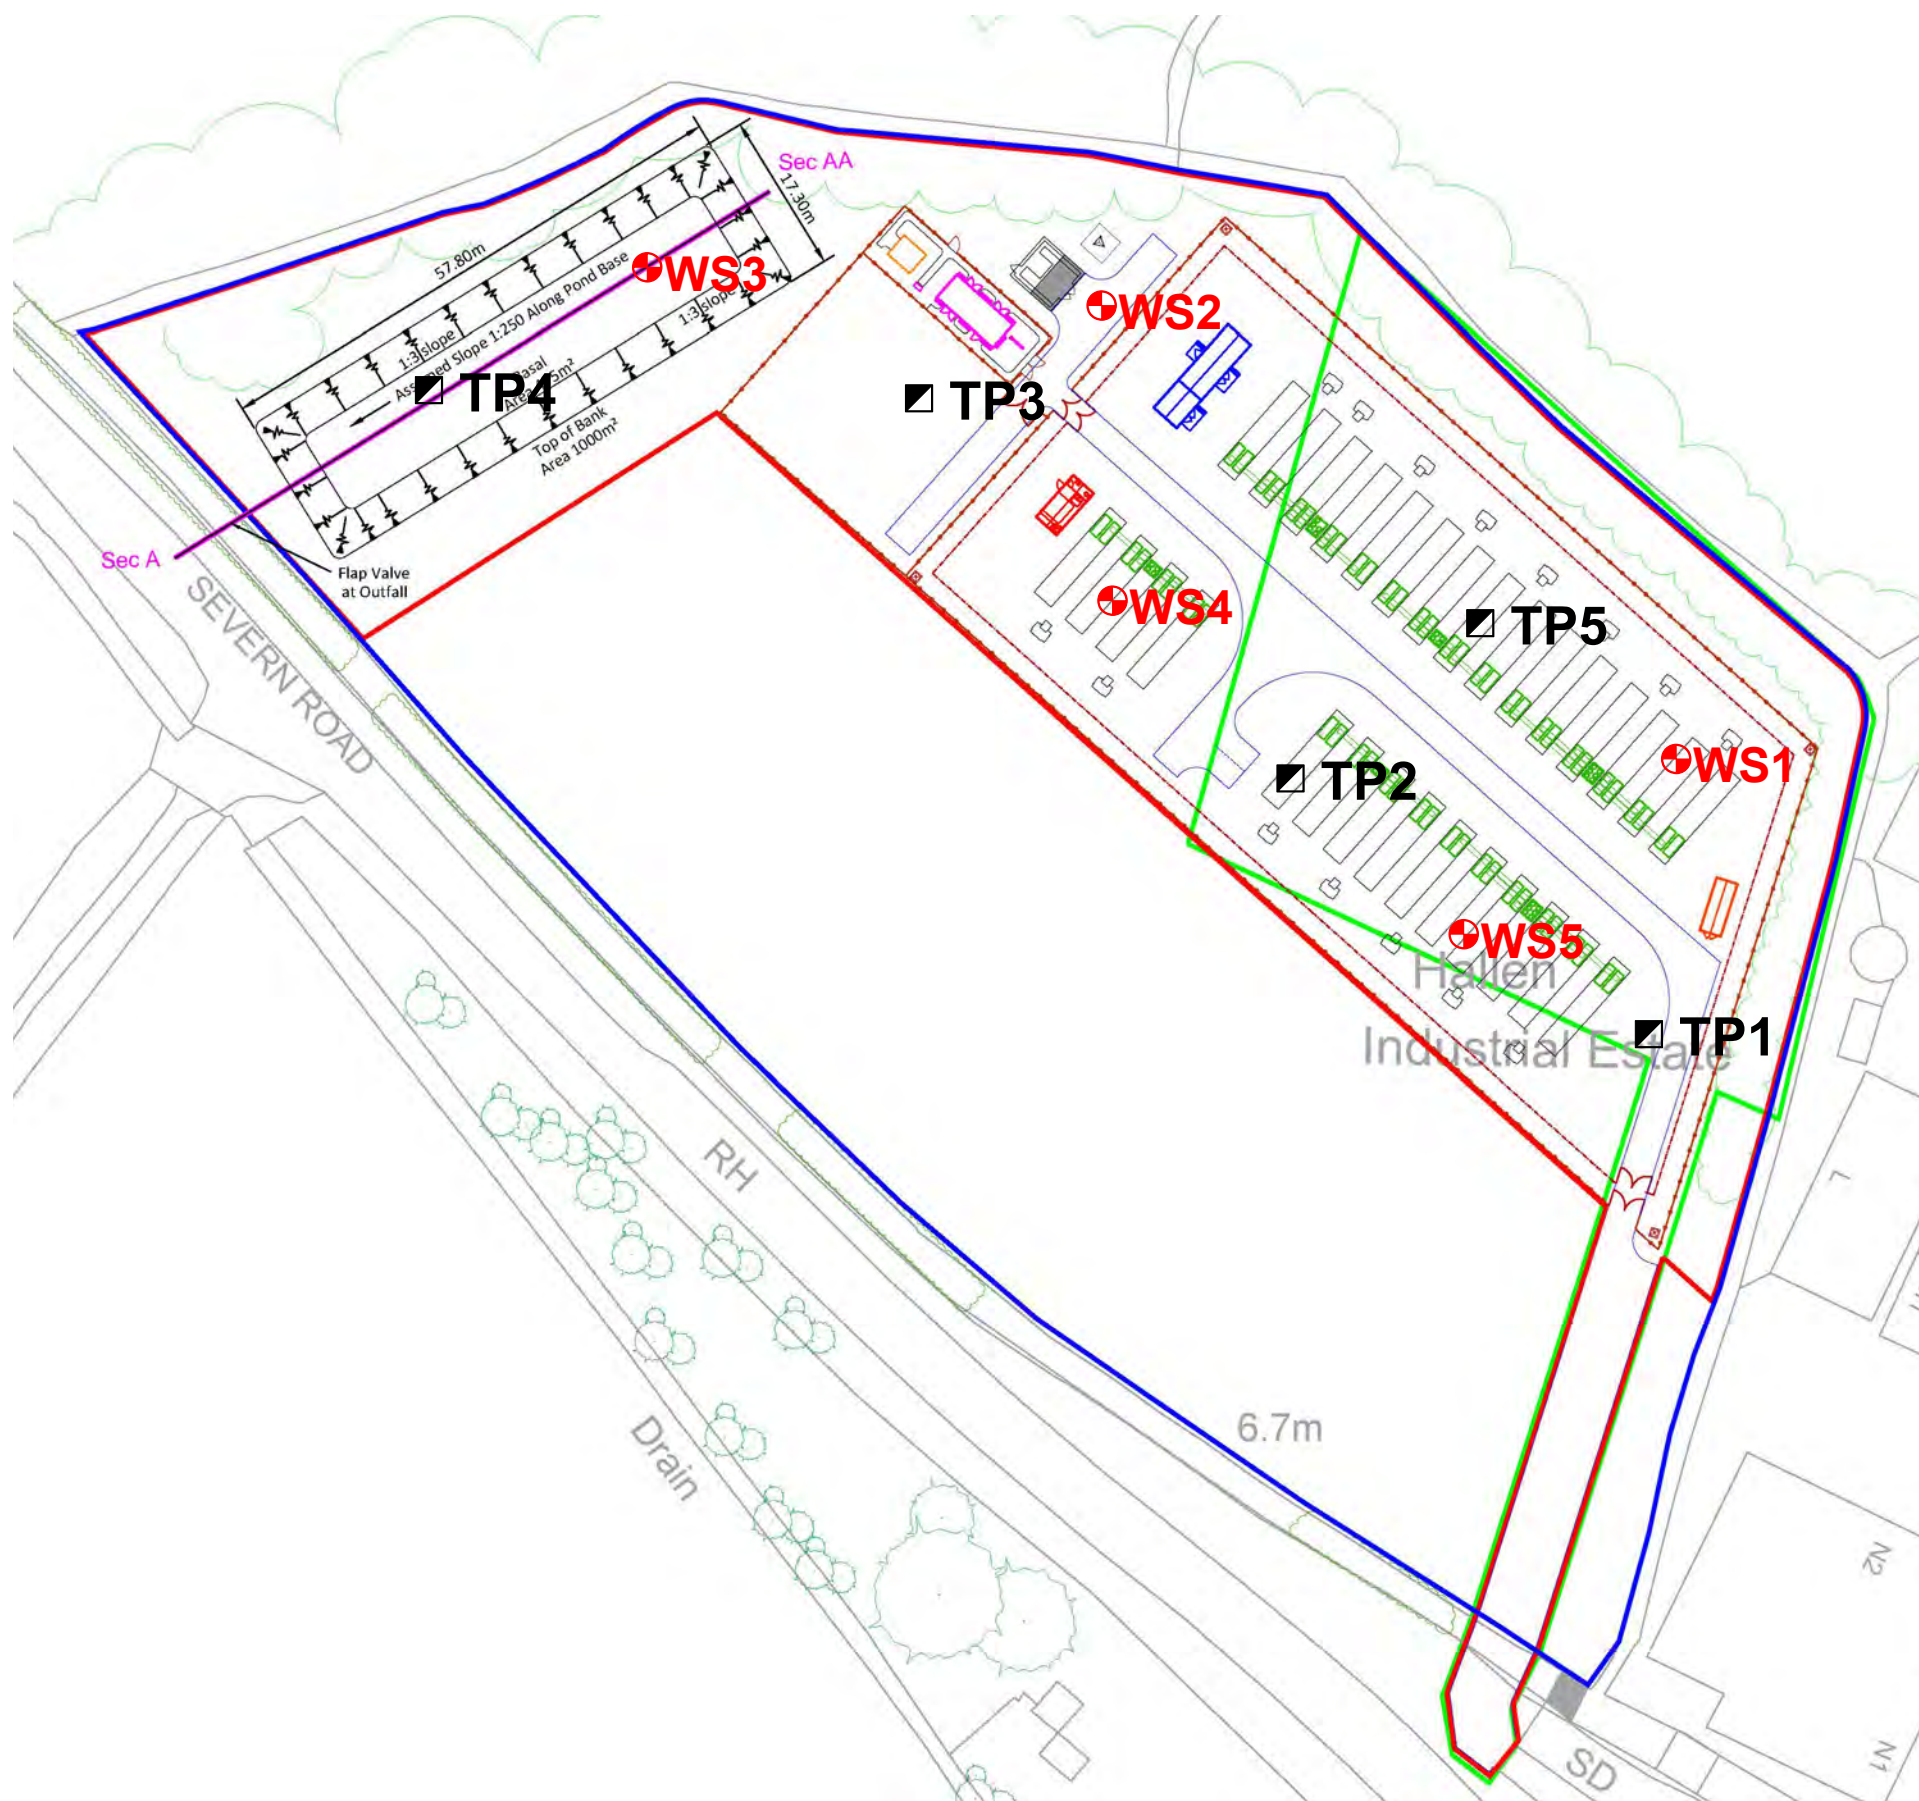 Sec AA
17.30m
57.80m
WS3
WS2
1:3 slope
Assumed Slope 1:250 Along Pond Base
1:3 slope
TP4
Basal
Top of Bank
Area 1000m²
TP3
Sec A
Flap Valve
at Outfall
WS4
TP5
SEVERN ROAD
WS1
TP2
WS5
Hallen
Industrial Estate
TP1
RH
L
6.7m
Drain
N2
N1
SD